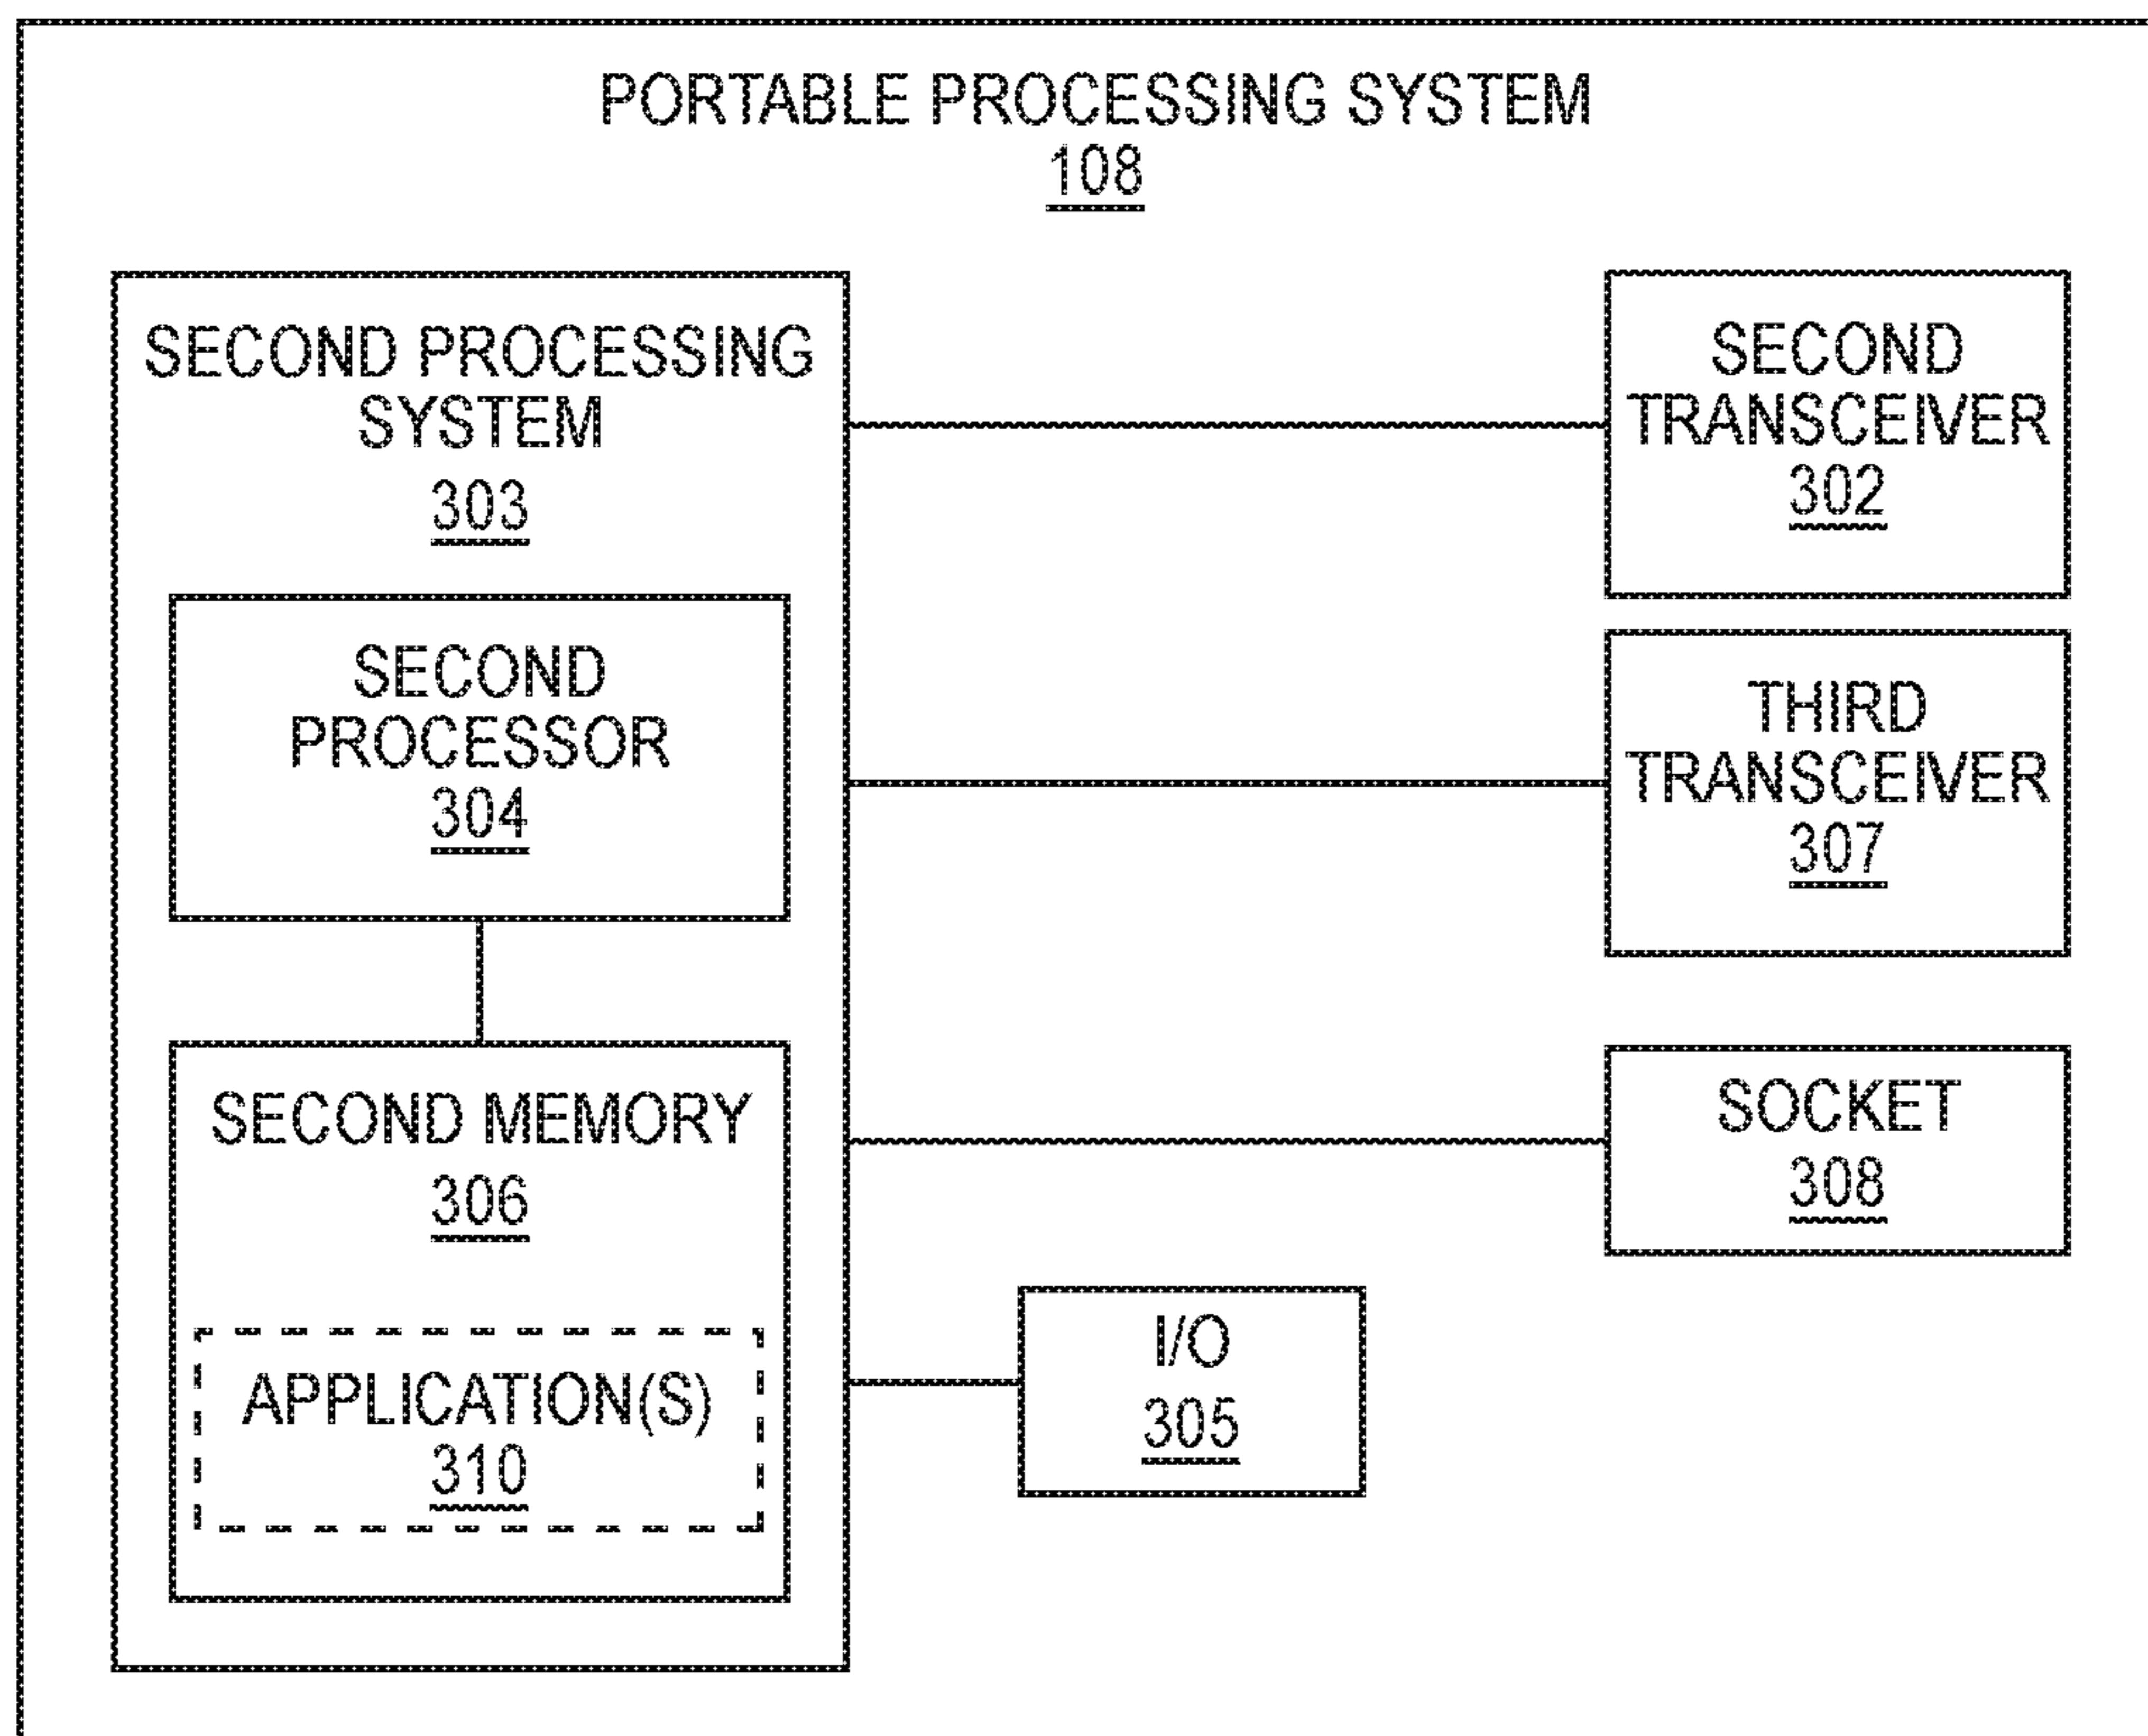 PORTABLE PROCESSING SYSTEM
108
SECOND PROCESSING
SYSTEM
303
SECOND
PROCESSOR
304
SECOND MEMORY
306
APPLICATION(S)
310
SECOND
TRANSCEIVER
302
THIRD
TRANSCEIVER
307
SOCKET
308
I/O
305